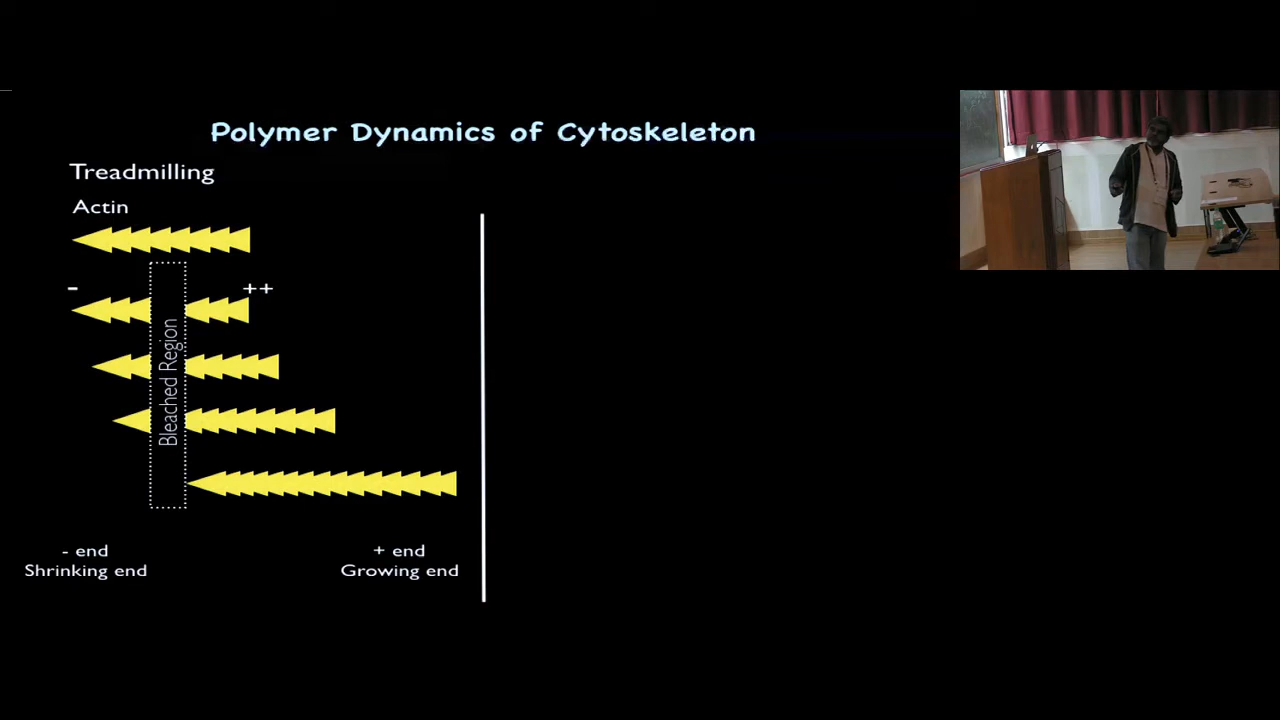 Polymer Dynamics of Cytoskeleton
Treadmilling
Actin
- ++
Bleached Region
- end
Shrinking end
+ end
Growing end